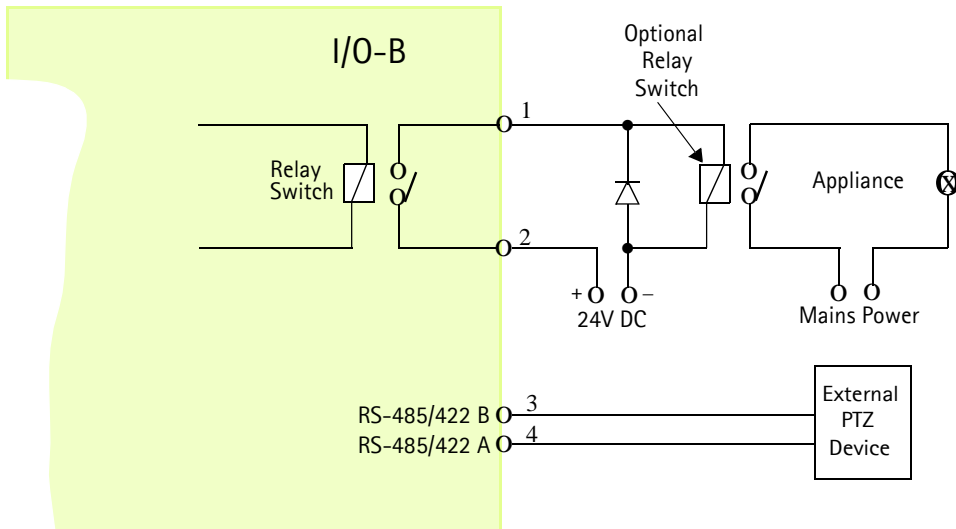 I/O-B
Optional
Relay
Switch
1
Relay
Switch
Appliance
X
2
+ –
24V DC
Mains Power
RS-485/422 B
3
RS-485/422 A
4
External
PTZ
Device